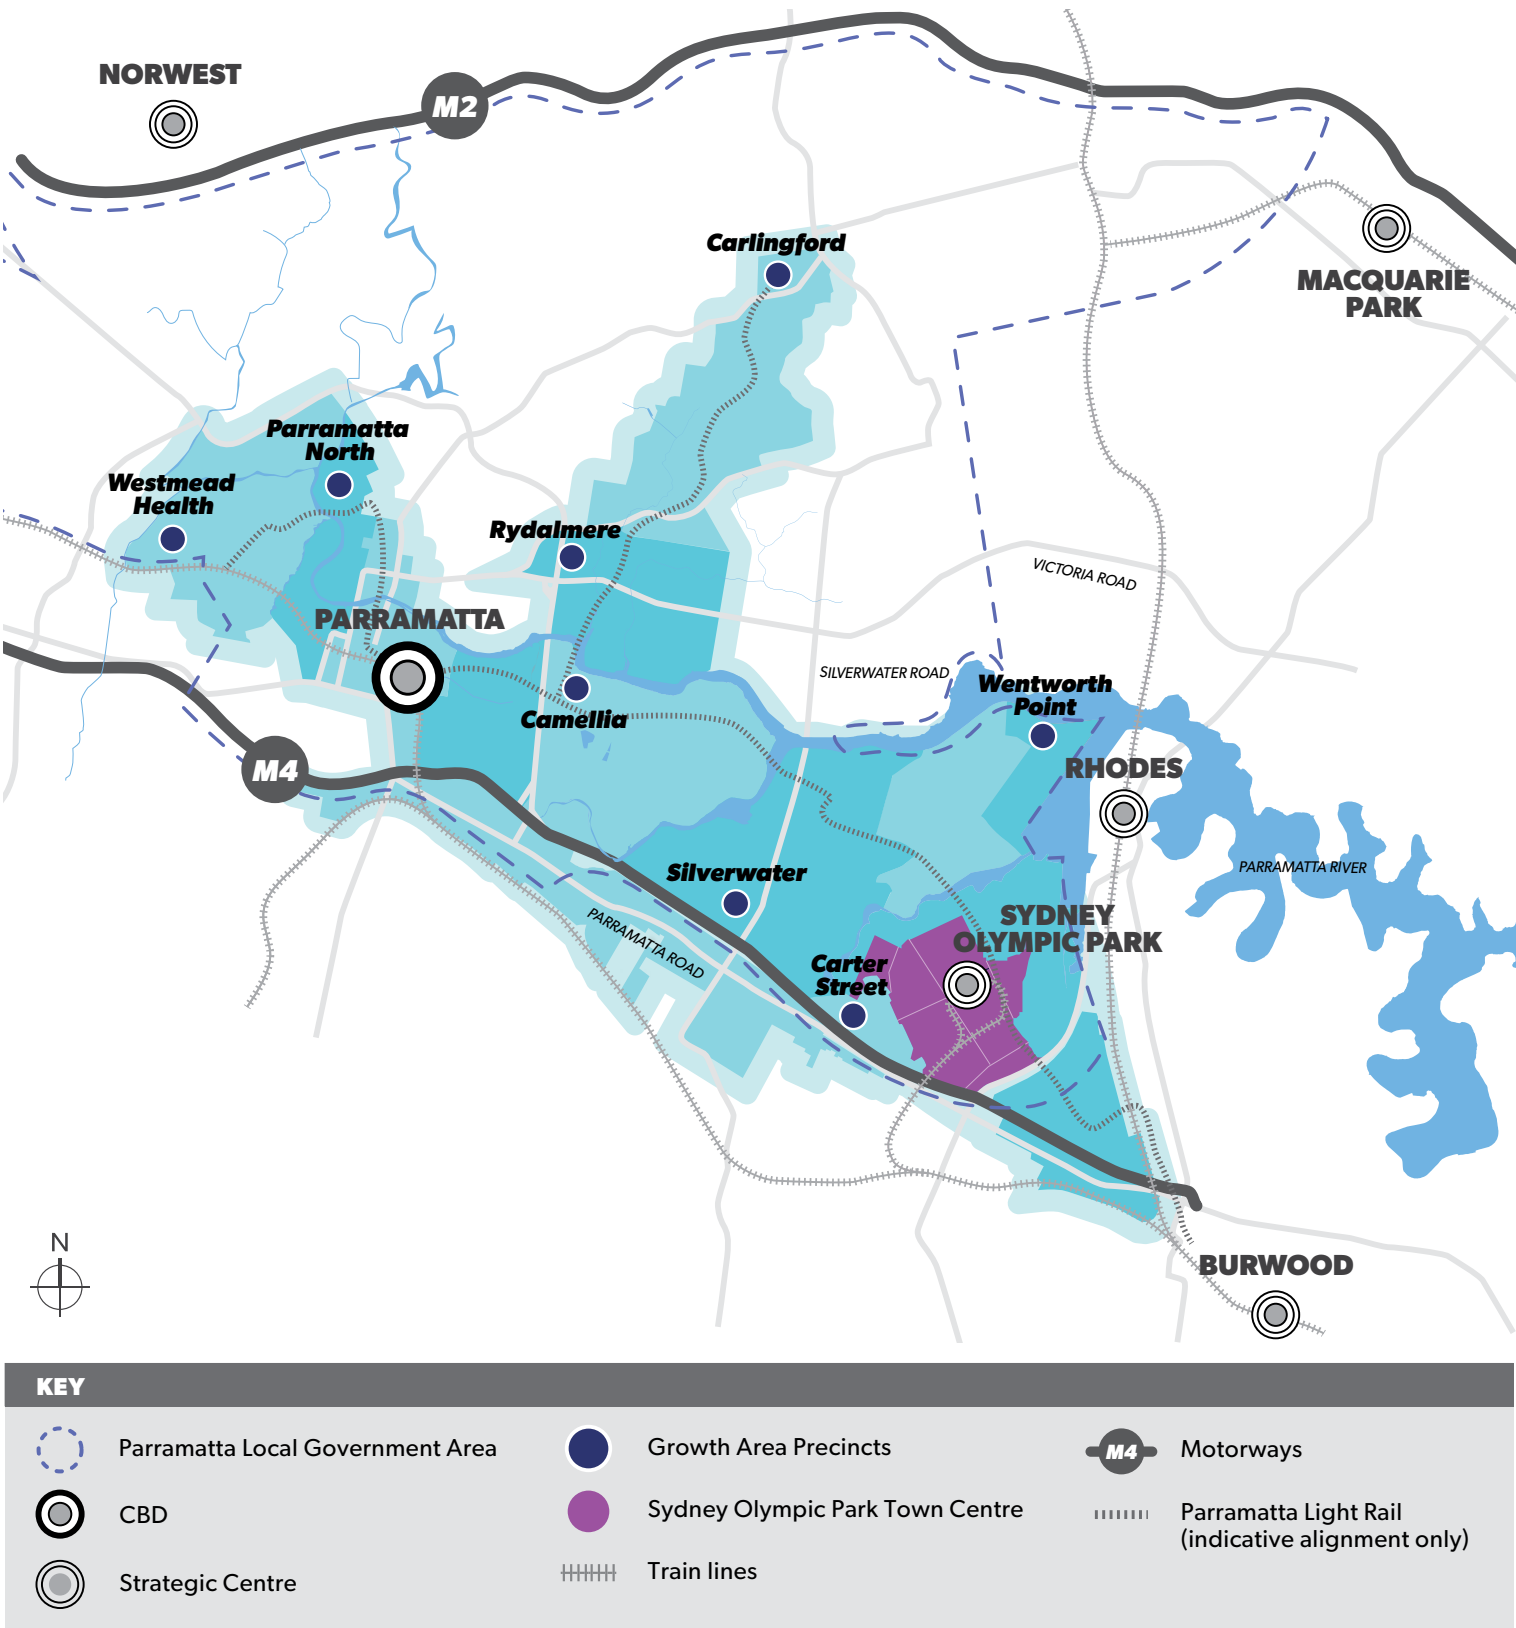 NORWEST
M2
Carlingford
MACQUARIE
PARK
Parramatta
North
Westmead
Health
Rydalmere
VICTORIA ROAD
PARRAMATTA
SILVERWATER ROAD
Wentworth
Point
Camellia
M4
RHODES
PARRAMATTA RIVER
Silverwater
SYDNEY
OLYMPIC PARK
PARRAMATTA ROAD
Carter
Street
N
BURWOOD
KEY
Parramatta Local Government Area
CBD
Strategic Centre
Growth Area Precincts
Sydney Olympic Park Town Centre
Train lines
M4
Motorways
Parramatta Light Rail
(indicative alignment only)